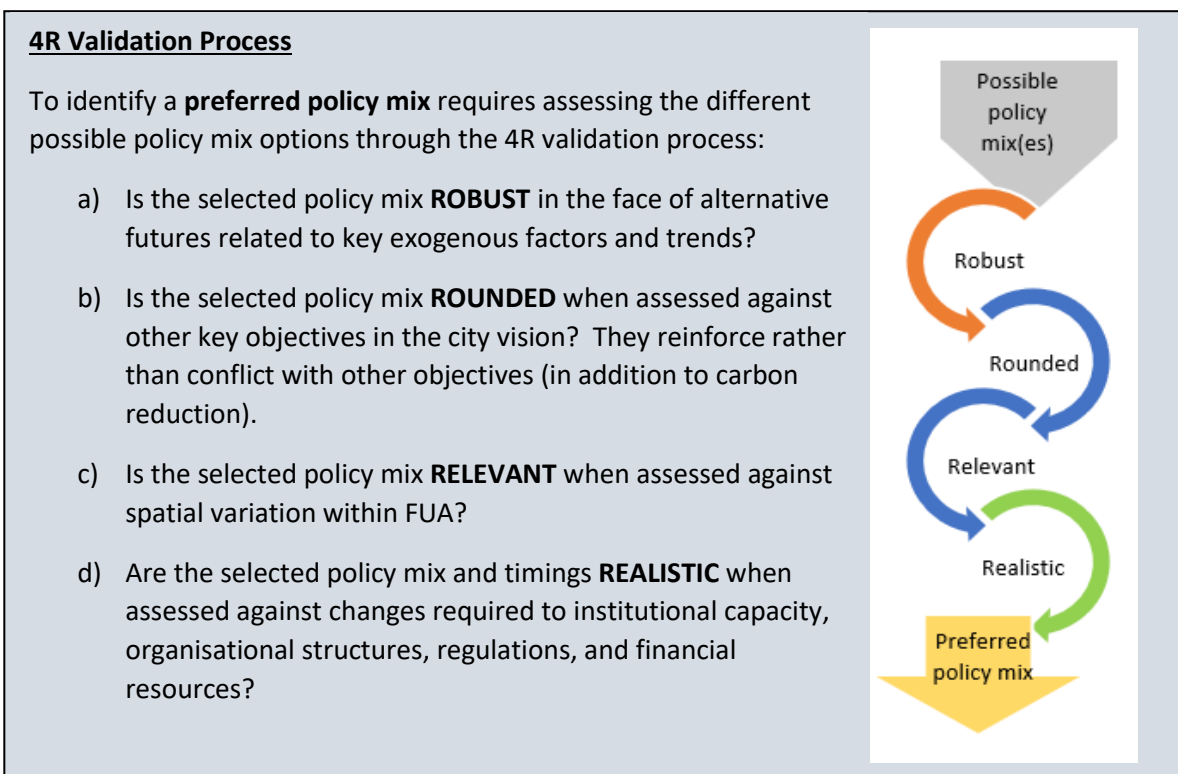 4R Validation Process
To identify a preferred policy mix requires assessing the different
possible policy mix options through the 4R validation process:
a) Is the selected policy mix ROBUST in the face of alternative
futures related to key exogenous factors and trends?
b) Is the selected policy mix ROUNDED when assessed against
other key objectives in the city vision? They reinforce rather
than conflict with other objectives (in addition to carbon
reduction).
c) Is the selected policy mix RELEVANT when assessed against
spatial variation within FUA?
d) Are the selected policy mix and timings REALISTIC when
assessed against changes required to institutional capacity,
organisational structures, regulations, and financial
resources?
Possible
policy
mix(es)
Robust
Rounded
Relevant
Realistic
Preferred
policy mix